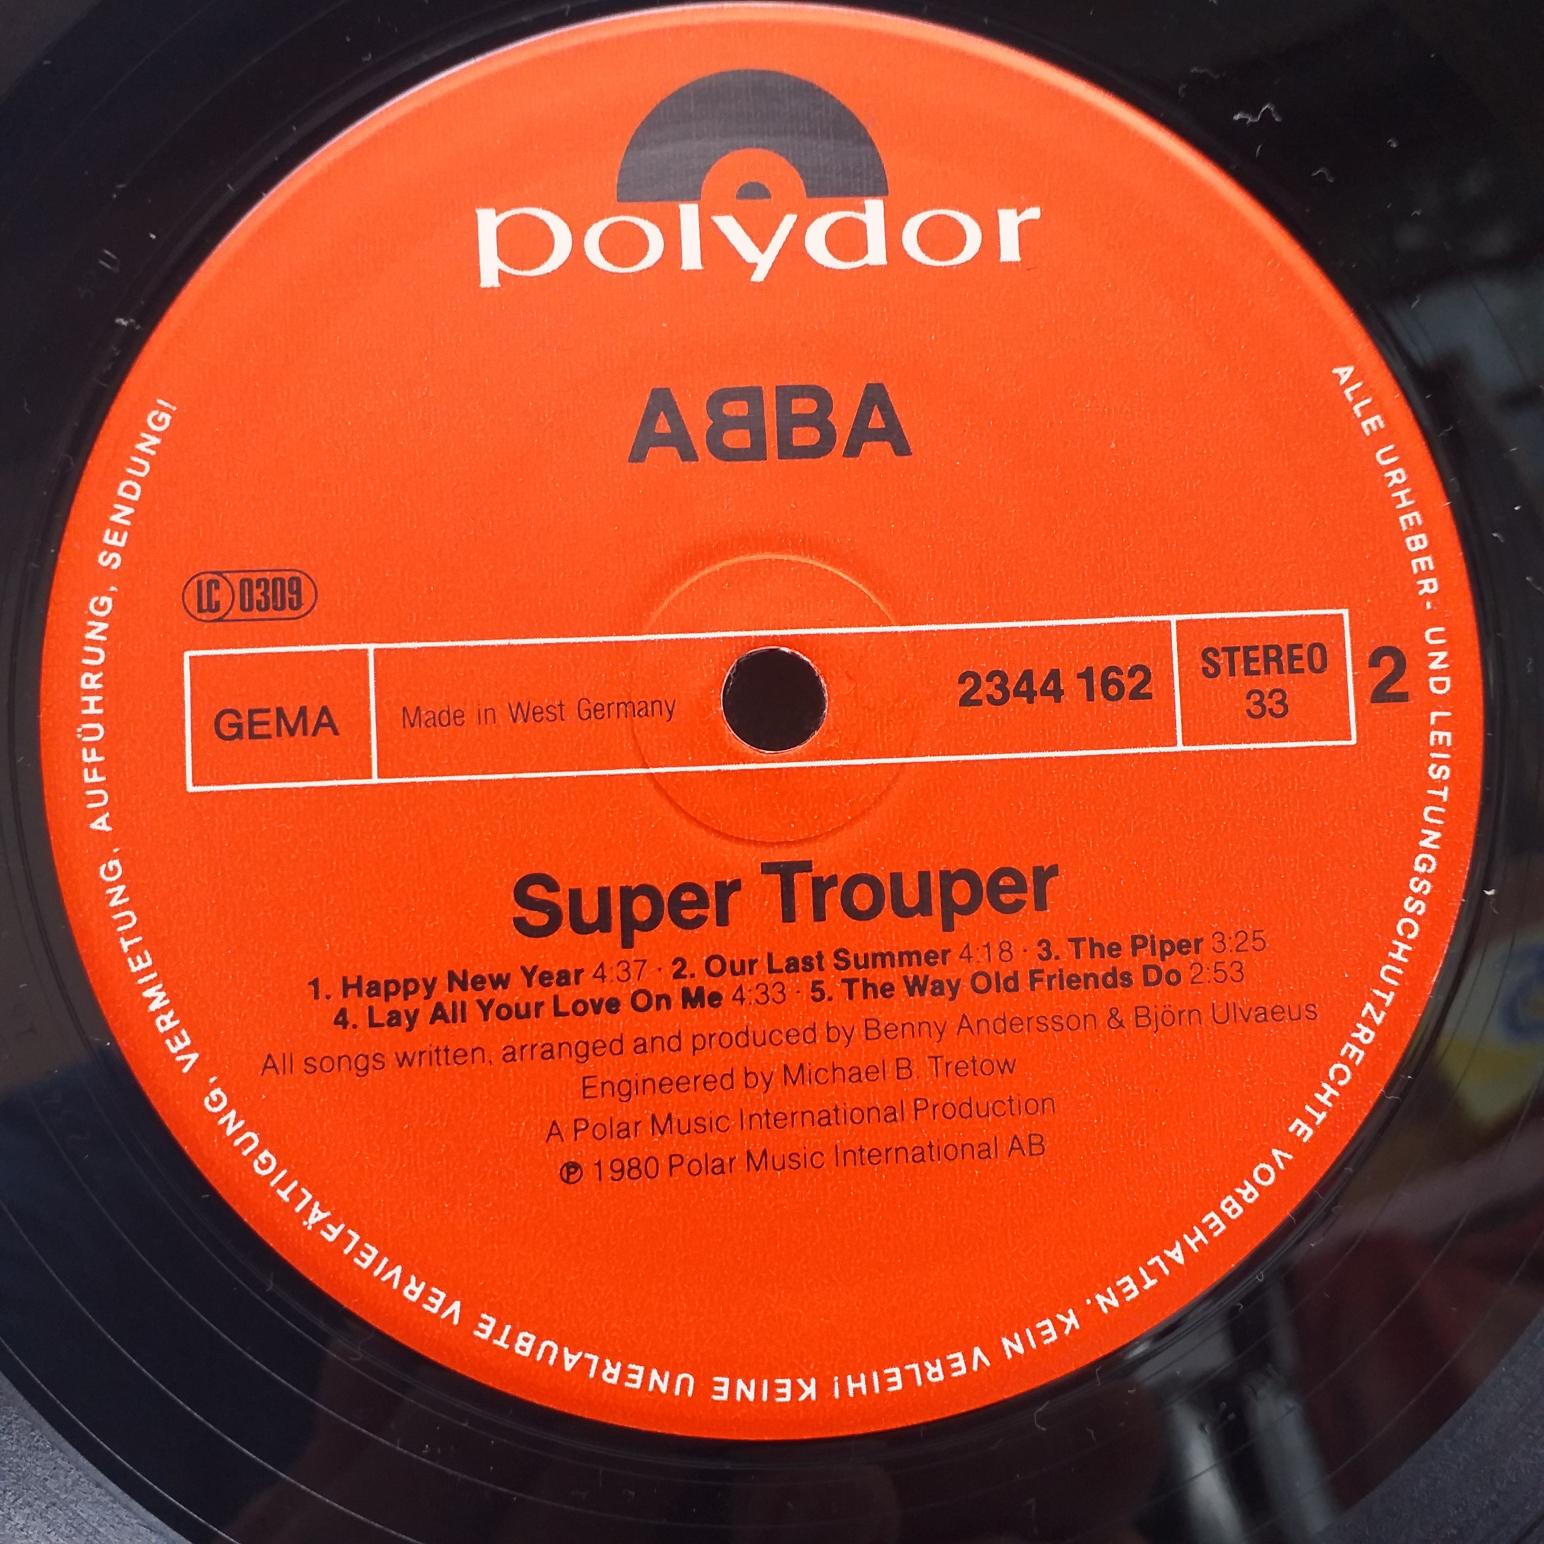 polydor
ABBA
LC 0309
GEMA
Made in West Germany
2344 162
STEREO
33
2
Super Trouper
1. Happy New Year 4:37 · 2. Our Last Summer 4:18 · 3. The Piper 3:25
4. Lay All Your Love On Me 4:33 · 5. The Way Old Friends Do 2:53
All songs written, arranged and produced by Benny Andersson & Björn Ulvaeus
Engineered by Michael B. Tretow
A Polar Music International Production
℗ 1980 Polar Music International AB
ALLE URHEBER- UND LEISTUNGSSCHUTZRECHTE VORBEHALTEN. KEIN VERLEIH! KEINE UNERLAUBTE VERVIELFÄLTIGUNG, VERMIETUNG, AUFFÜHRUNG, SENDUNG!